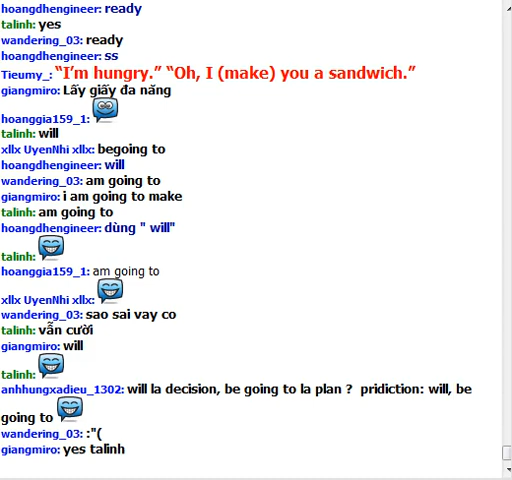 hoangdhengineer: ready
talinh: yes
wandering_03: ready
hoangdhengineer: ss
Tieumy_: “I’m hungry.” “Oh, I (make) you a sandwich.”
giangmiro: Lấy giấy đa năng
hoanggia159_1:
talinh: will
xllx UyenNhi xllx: begoing to
hoangdhengineer: will
wandering_03: am going to
giangmiro: i am going to make
talinh: am going to
hoangdhengineer: dùng " will"
talinh:
hoanggia159_1: am going to
xllx UyenNhi xllx:
wandering_03: sao sai vay co
talinh: vẫn cười
giangmiro: will
talinh:
anhhungxadieu_1302: will la decision, be going to la plan ?  pridiction: will, be
going to
wandering_03: :"(
giangmiro: yes talinh